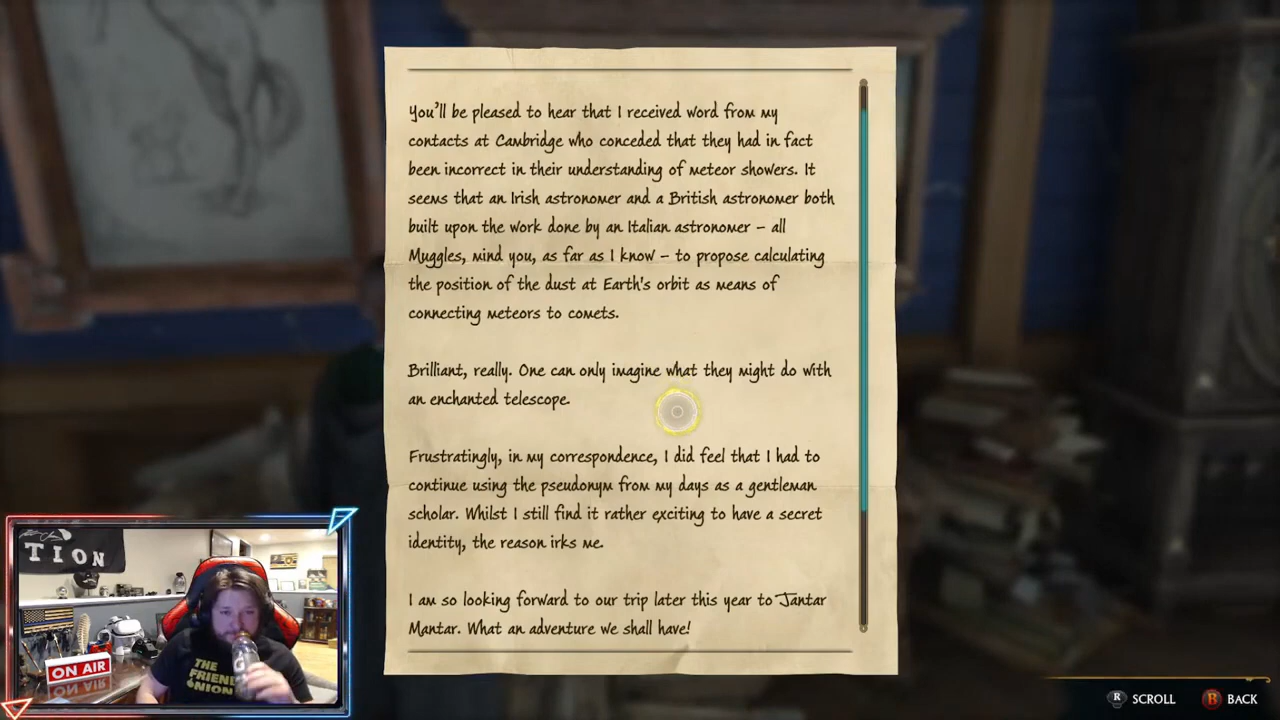 You'll be pleased to hear that I received word from my
contacts at Cambridge who conceded that they had in fact
been incorrect in their understanding of meteor showers. It
seems that an Irish astronomer and a British astronomer both
built upon the work done by an Italian astronomer – all
Muggles, mind you, as far as I know – to propose calculating
the position of the dust at Earth's orbit as means of
connecting meteors to comets.
Brilliant, really. One can only imagine what they might do with
an enchanted telescope.
Frustratingly, in my correspondence, I did feel that I had to
continue using the pseudonym from my days as a gentleman
scholar. Whilst I still find it rather exciting to have a secret
identity, the reason irks me.
I am so looking forward to our trip later this year to Jantar
Mantar. What an adventure we shall have!
TION
ON AIR
THE
FRIEND
ONION
R SCROLL
B BACK